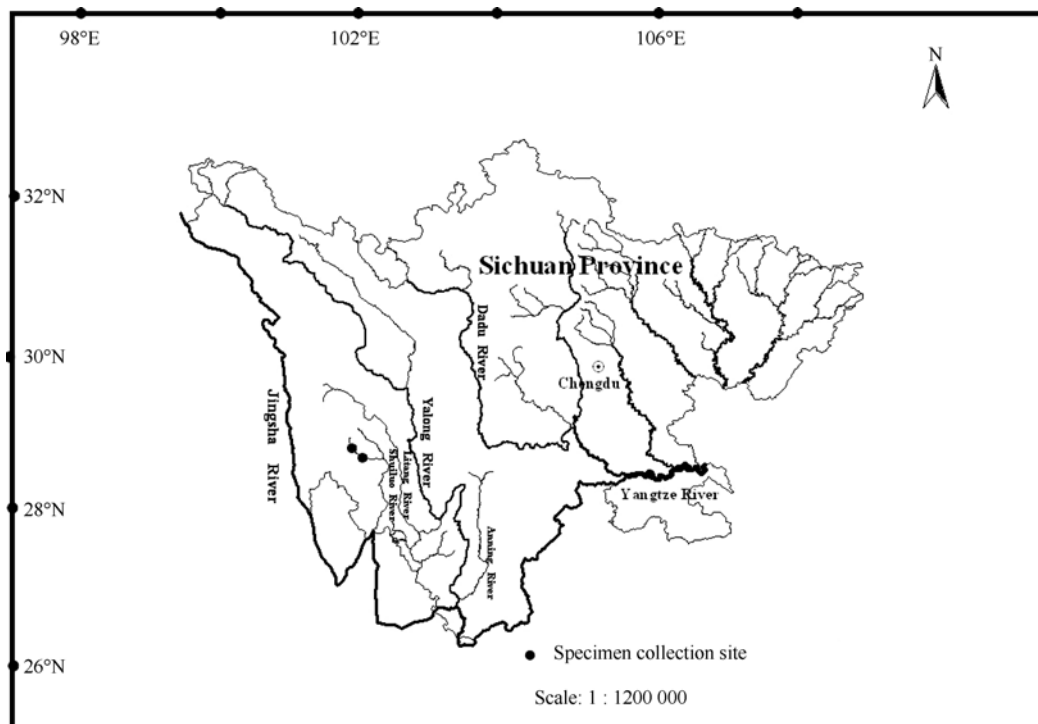 98°E
102°E
106°E
N
32°N
Sichuan Province
Dadu River
30°N
Chengdu
Jingsha River
Yalong River
Litang River
Shuiluo River
Yangtze River
28°N
Anning River
Specimen collection site
26°N
Scale: 1 : 1200 000